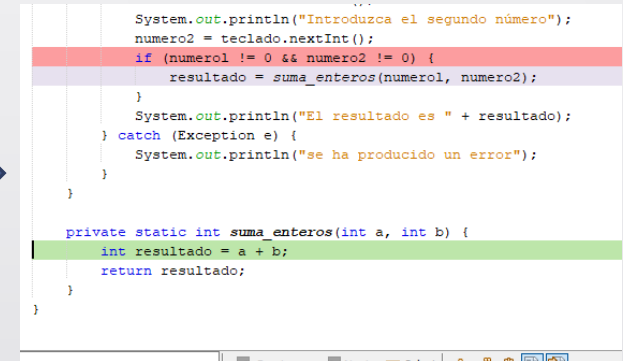 System.out.println("Introduzca el segundo número");
numero2 = teclado.nextInt();
if (numero1 != 0 && numero2 != 0) {
resultado = suma_enteros(numero1, numero2);
}
System.out.println("El resultado es " + resultado);
} catch (Exception e) {
System.out.println("se ha producido un error");
}
}
private static int suma_enteros(int a, int b) {
int resultado = a + b;
return resultado;
}
}